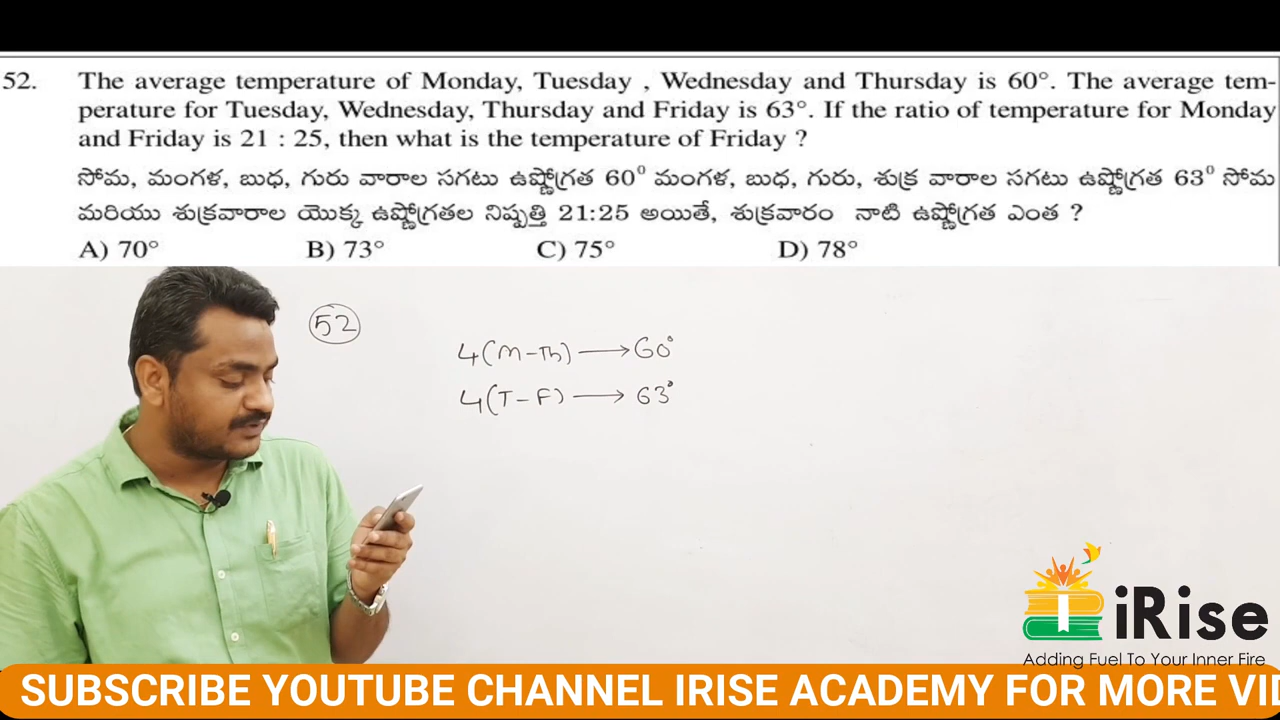 52. The average temperature of Monday, Tuesday , Wednesday and Thursday is 60°. The average tem-
perature for Tuesday, Wednesday, Thursday and Friday is 63°. If the ratio of temperature for Monday
and Friday is 21 : 25, then what is the temperature of Friday ?
సోమ, మంగళ, బుధ, గురు వారాల సగటు ఉష్ణోగ్రత 60⁰ మంగళ, బుధ, గురు, శుక్ర వారాల సగటు ఉష్ణోగ్రత 63⁰ సోమ
మరియు శుక్రవారాల యొక్క ఉష్ణోగ్రతల నిష్పత్తి 21:25 అయితే, శుక్రవారం నాటి ఉష్ణోగ్రత ఎంత ?
A) 70° B) 73° C) 75° D) 78°
52
4(M-Th) → 60°
4(T-F) → 63°
iRise
Adding Fuel To Your Inner Fire
SUBSCRIBE YOUTUBE CHANNEL IRISE ACADEMY FOR MORE VID